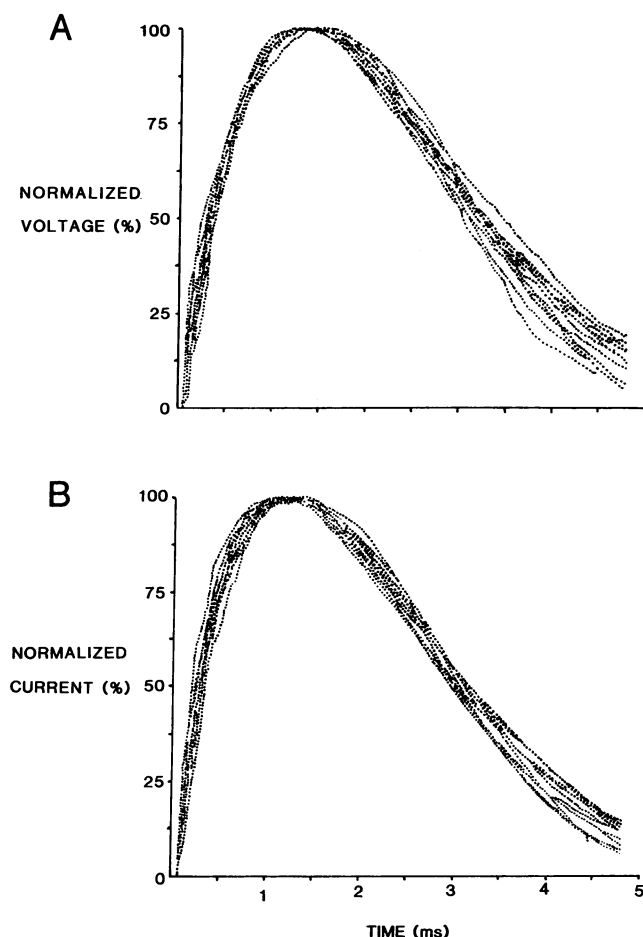 A
100
75
NORMALIZED
VOLTAGE (%)
50
25
0
B
100
75
NORMALIZED
CURRENT (%)
50
25
0
1
2
3
4
5
TIME (ms)